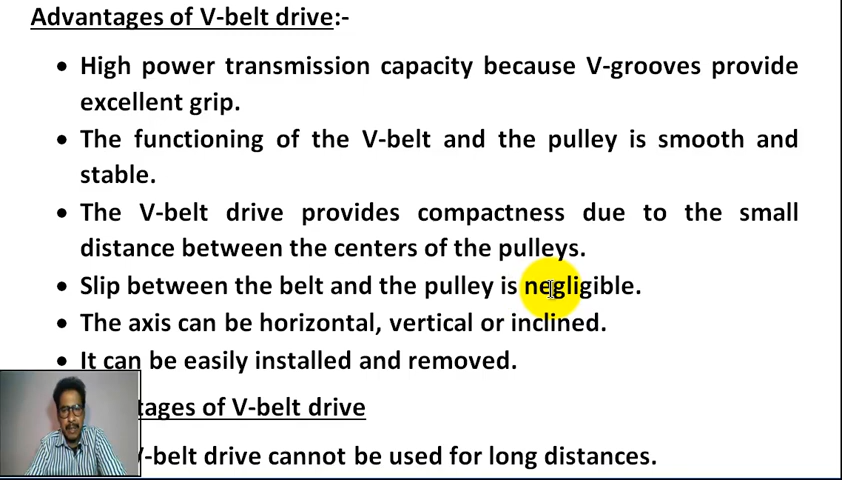 Advantages of V-belt drive:-
• High power transmission capacity because V-grooves provide
excellent grip.
• The functioning of the V-belt and the pulley is smooth and
stable.
• The V-belt drive provides compactness due to the small
distance between the centers of the pulleys.
• Slip between the belt and the pulley is negligible.
• The axis can be horizontal, vertical or inclined.
• It can be easily installed and removed.
tages of V-belt drive
V-belt drive cannot be used for long distances.